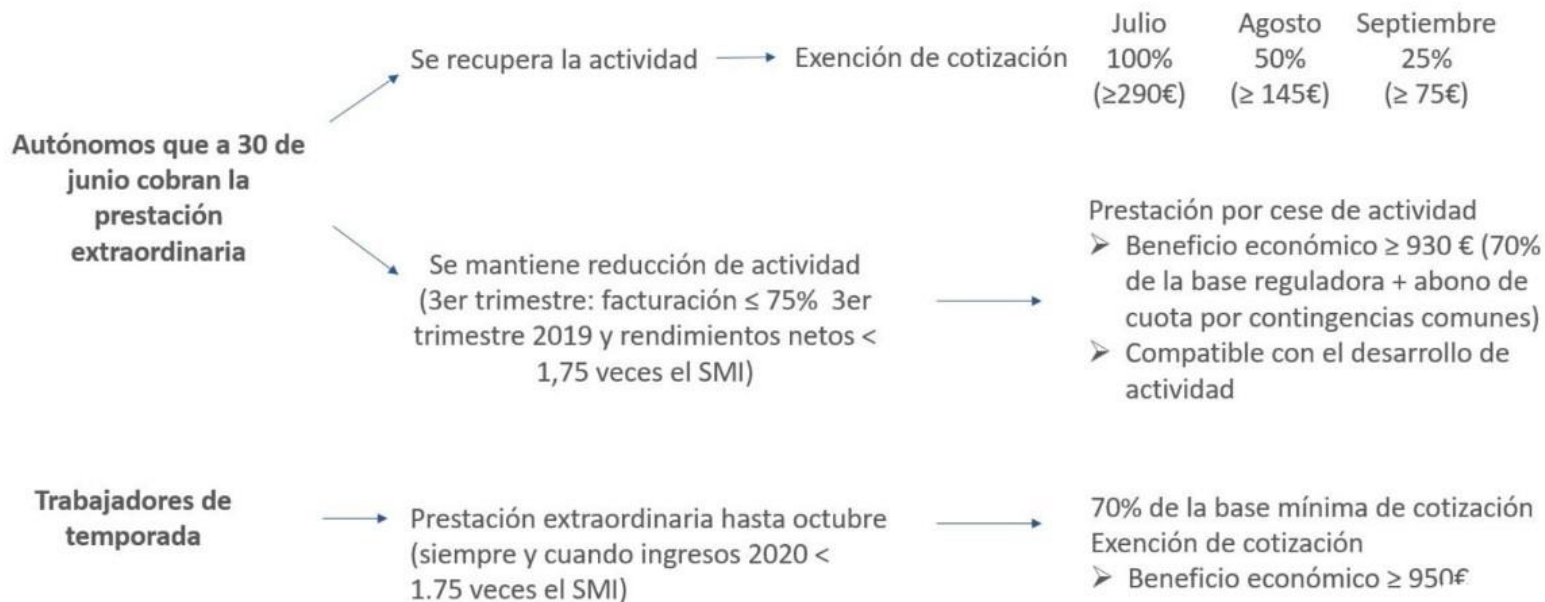 Autónomos que a 30 de
junio cobran la
prestación
extraordinaria
Se recupera la actividad
Exención de cotización
Julio Agosto Septiembre
100% 50% 25%
(≥290€) (≥ 145€) (≥ 75€)
Se mantiene reducción de actividad
(3er trimestre: facturación ≤ 75% 3er
trimestre 2019 y rendimientos netos <
1,75 veces el SMI)
Prestación por cese de actividad
➢ Beneficio económico ≥ 930 € (70%
de la base reguladora + abono de
cuota por contingencias comunes)
➢ Compatible con el desarrollo de
actividad
Trabajadores de
temporada
Prestación extraordinaria hasta octubre
(siempre y cuando ingresos 2020 <
1.75 veces el SMI)
70% de la base mínima de cotización
Exención de cotización
➢ Beneficio económico ≥ 950€